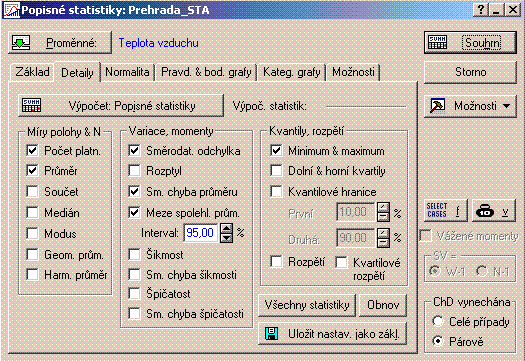 Popisné statistiky: Prehrada_STA
Proměnné: Teplota vzduchu
Souhrn
Základ Detaily Normalita Pravd. & bod. grafy Kateg. grafy Možnosti
Storno
Výpočet: Popisné statistiky Výpoč. statistik:
Možnosti
Míry polohy & N
Počet platn.
Průměr
Součet
Medián
Modus
Geom. prům.
Harm. průměr
Variace, momenty
Směrodat. odchylka
Rozptyl
Sm. chyba průměru
Meze spolehl. prům.
Interval: 95,00 %
Šikmost
Sm. chyba šikmosti
Špičatost
Sm. chyba špičatosti
Kvantily, rozpětí
Minimum & maximum
Dolní & horní kvartily
Kvantilové hranice
První 10,00 %
Druhá: 90,00 %
Rozpětí
Kvartilové rozpětí
Všechny statistiky Obnov
Uložit nastav. jako zákl.
SELECT CASES f v
Vážené momenty
SV =
W-1 N-1
ChD vynechána
Celé případy
Párově